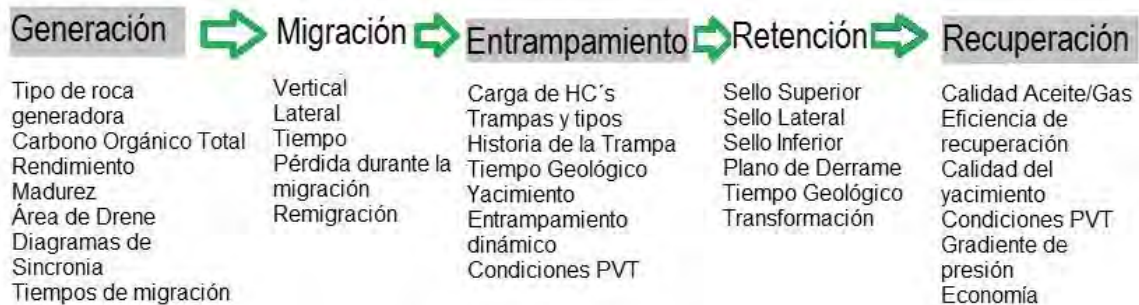 Generación
Migración
Entrampamiento
Retención
Recuperación
Tipo de roca
generadora
Carbono Orgánico Total
Rendimiento
Madurez
Área de Drene
Diagramas de
Sincronia
Tiempos de migración
Vertical
Lateral
Tiempo
Pérdida durante la
migración
Remigración
Carga de HC´s
Trampas y tipos
Historia de la Trampa
Tiempo Geológico
Yacimiento
Entrampamiento
dinámico
Condiciones PVT
Sello Superior
Sello Lateral
Sello Inferior
Plano de Derrame
Tiempo Geológico
Transformación
Calidad Aceite/Gas
Eficiencia de
recuperación
Calidad del
yacimiento
Condiciones PVT
Gradiente de
presión
Economía